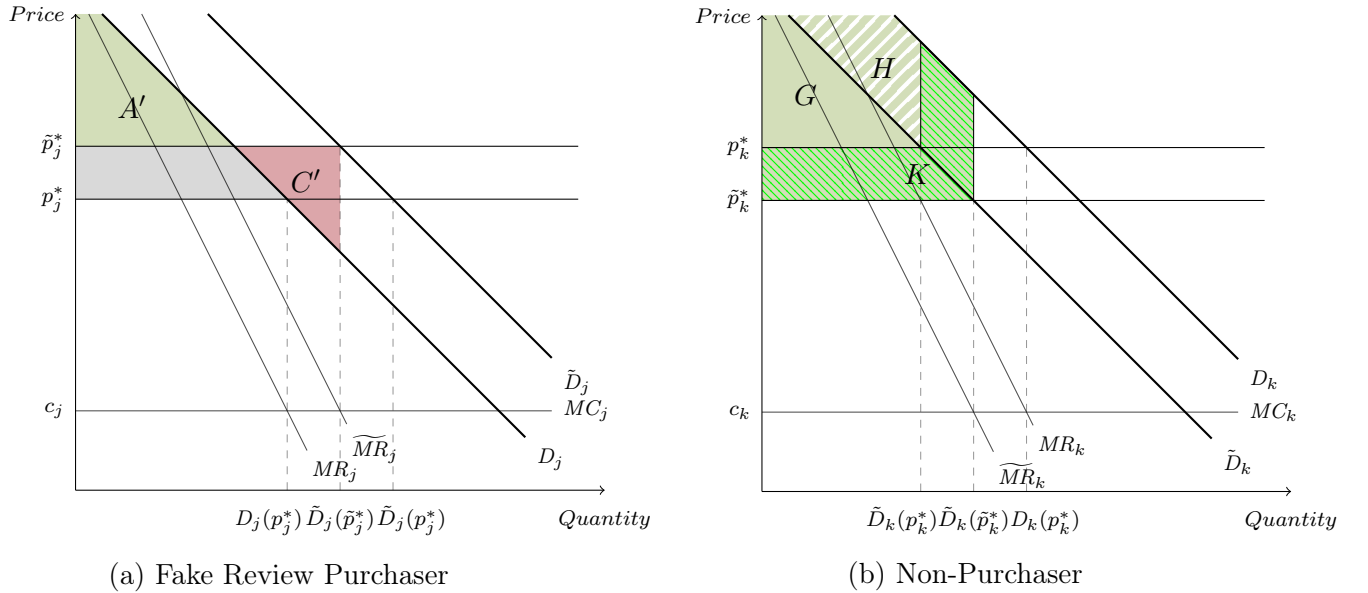 Price
A′
p̃*_j
C′
p*_j
c_j
D̃_j
MC_j
M̃R_j
MR_j
D_j
D_j(p*_j) D̃_j(p̃*_j) D̃_j(p*_j)
Quantity
(a) Fake Review Purchaser
Price
H
G
p*_k
K
p̃*_k
D_k
c_k
MC_k
MR_k
D̃_k
M̃R_k
D̃_k(p*_k) D̃_k(p̃*_k) D_k(p*_k)
Quantity
(b) Non-Purchaser